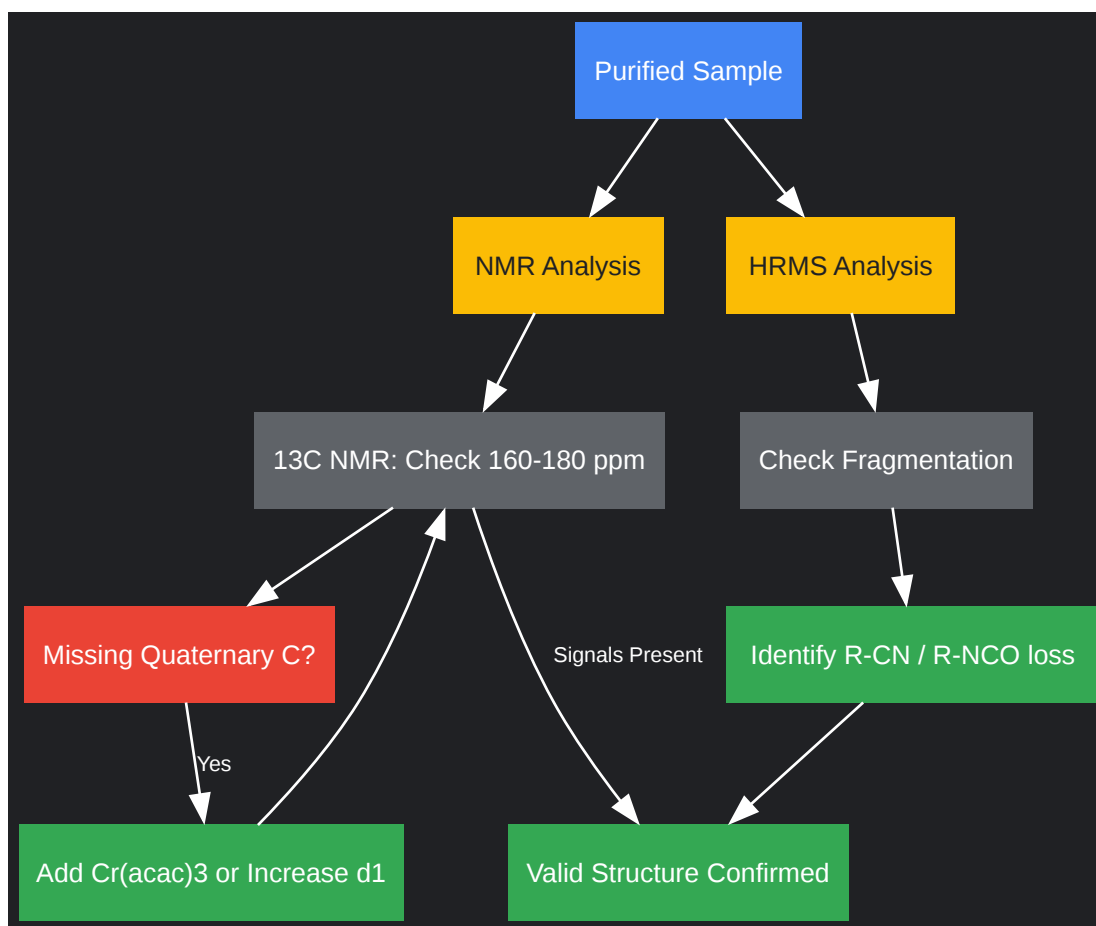 Purified Sample
NMR Analysis
HRMS Analysis
13C NMR: Check 160-180 ppm
Check Fragmentation
Missing Quaternary C?
Signals Present
Identify R-CN / R-NCO loss
Yes
Add Cr(acac)3 or Increase d1
Valid Structure Confirmed